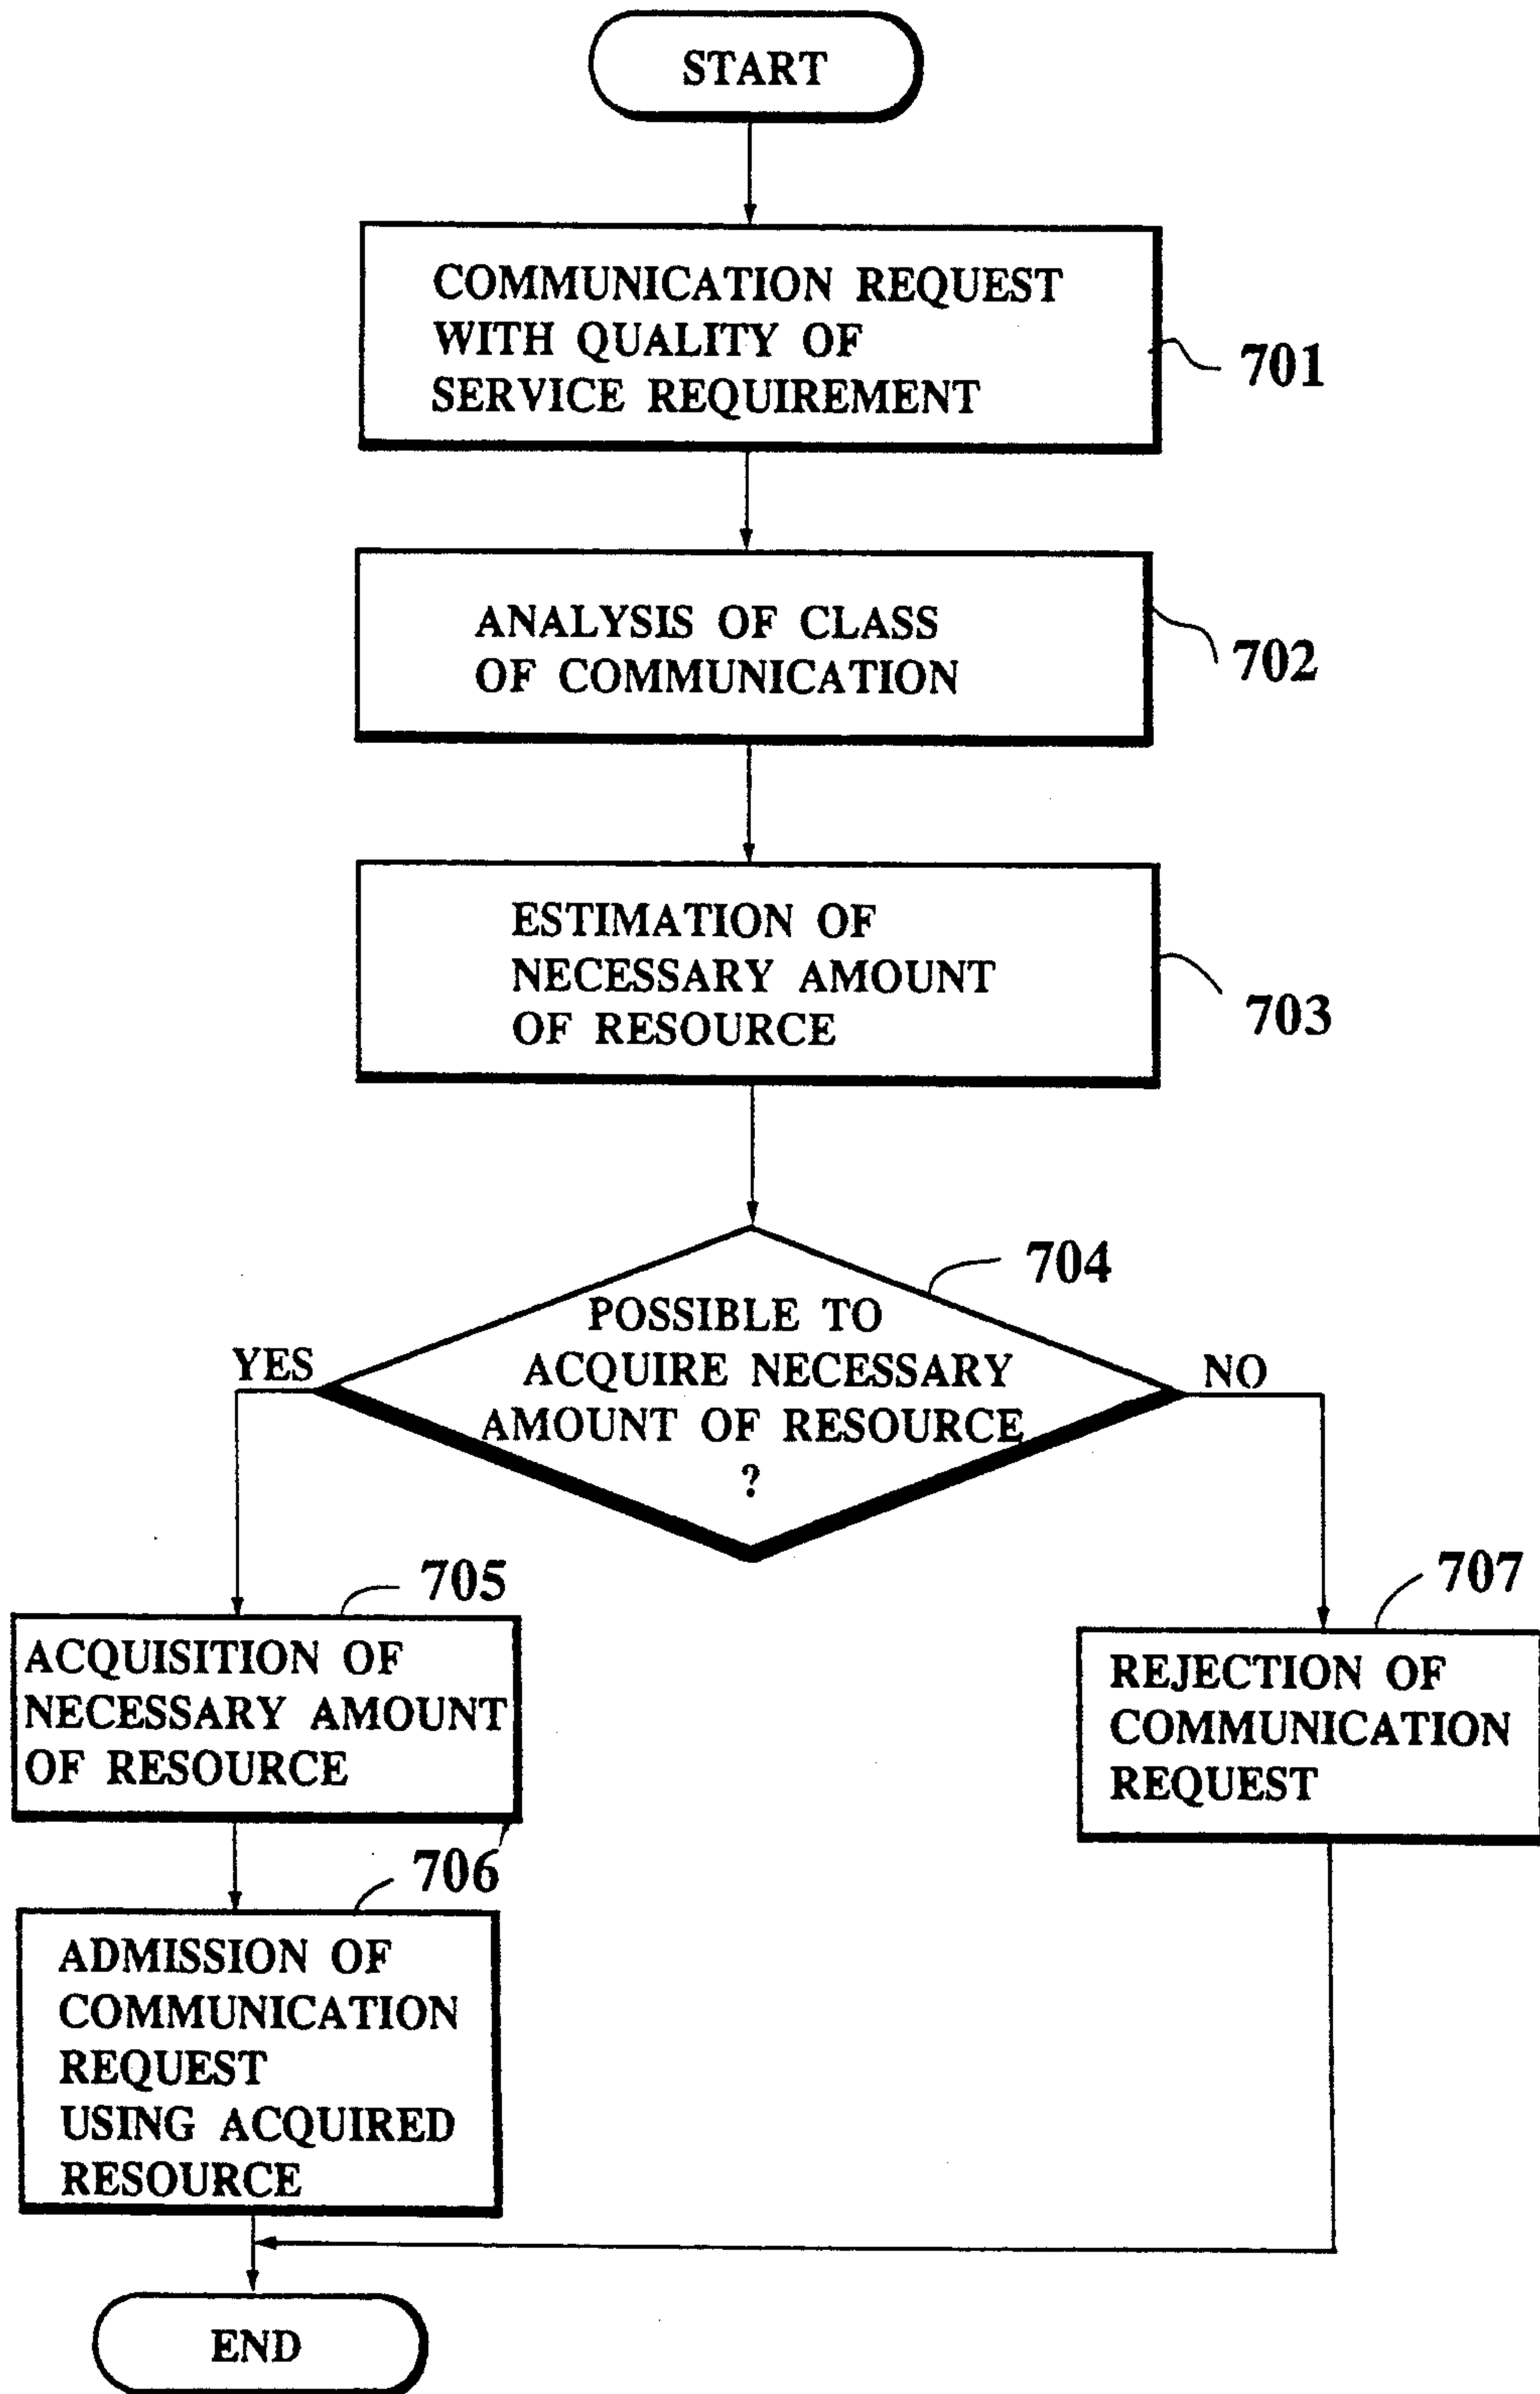 START
COMMUNICATION REQUEST
WITH QUALITY OF
SERVICE REQUIREMENT
701
ANALYSIS OF CLASS
OF COMMUNICATION
702
ESTIMATION OF
NECESSARY AMOUNT
OF RESOURCE
703
704
POSSIBLE TO
ACQUIRE NECESSARY
AMOUNT OF RESOURCE
?
YES
NO
705
ACQUISITION OF
NECESSARY AMOUNT
OF RESOURCE
707
REJECTION OF
COMMUNICATION
REQUEST
706
ADMISSION OF
COMMUNICATION
REQUEST
USING ACQUIRED
RESOURCE
END